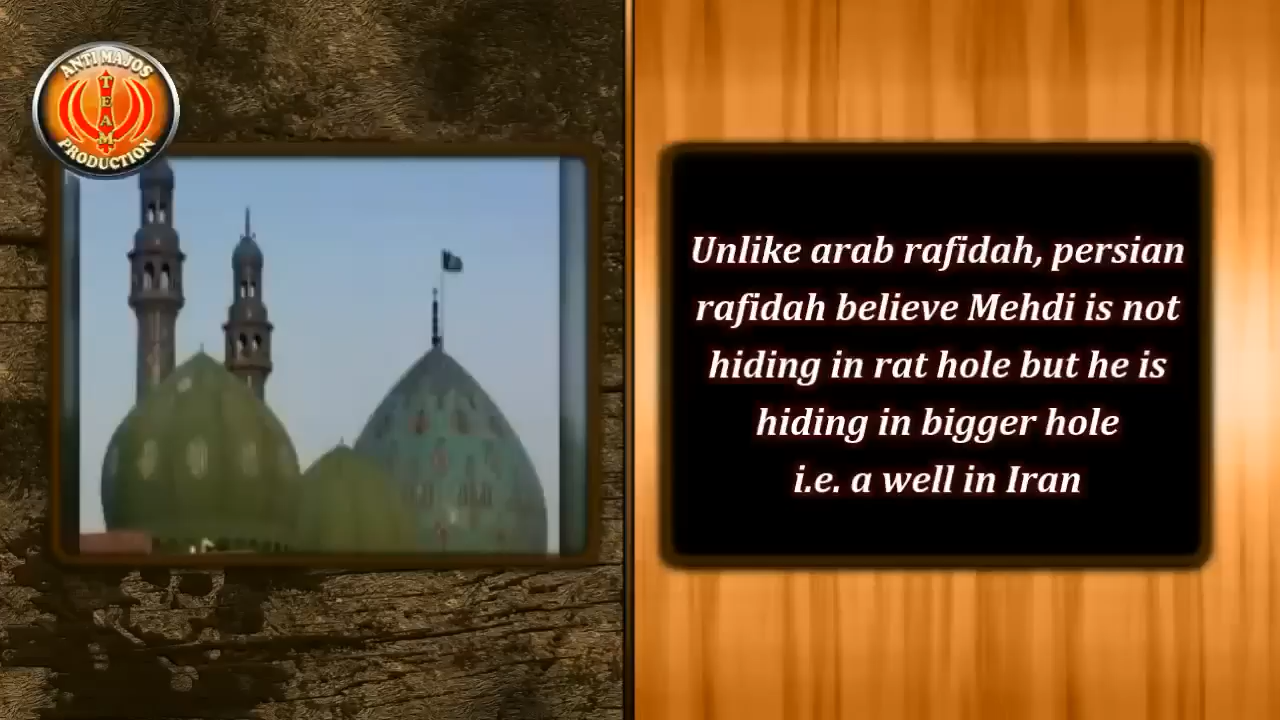 ANTI MAJOS
TEAM
PRODUCTION
Unlike arab rafidah, persian
rafidah believe Mehdi is not
hiding in rat hole but he is
hiding in bigger hole
i.e. a well in Iran